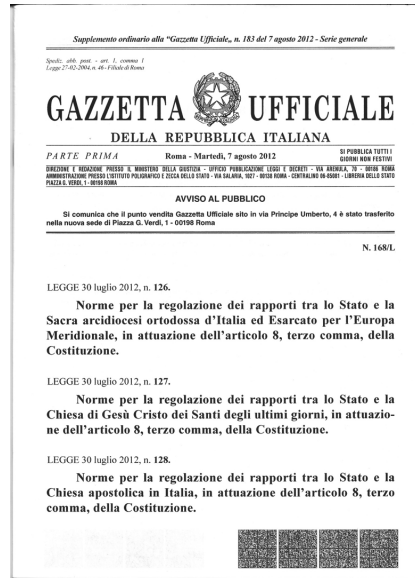 Supplemento ordinario alla "Gazzetta Ufficiale„ n. 183 del 7 agosto 2012 - Serie generale
Spediz. abb. post. - art. 1, comma 1
Legge 27-02-2004, n. 46 - Filiale di Roma
GAZZETTA UFFICIALE
DELLA REPUBBLICA ITALIANA
PARTE PRIMA
Roma - Martedì, 7 agosto 2012
SI PUBBLICA TUTTI I
GIORNI NON FESTIVI
DIREZIONE E REDAZIONE PRESSO IL MINISTERO DELLA GIUSTIZIA - UFFICIO PUBBLICAZIONE LEGGI E DECRETI - VIA ARENULA, 70 - 00186 ROMA
AMMINISTRAZIONE PRESSO L'ISTITUTO POLIGRAFICO E ZECCA DELLO STATO - VIA SALARIA, 1027 - 00138 ROMA - CENTRALINO 06-85081 - LIBRERIA DELLO STATO
PIAZZA G. VERDI, 1 - 00198 ROMA
AVVISO AL PUBBLICO
Si comunica che il punto vendita Gazzetta Ufficiale sito in via Principe Umberto, 4 è stato trasferito
nella nuova sede di Piazza G. Verdi, 1 - 00198 Roma
N. 168/L
LEGGE 30 luglio 2012, n. 126.
Norme per la regolazione dei rapporti tra lo Stato e la
Sacra arcidiocesi ortodossa d'Italia ed Esarcato per l'Europa
Meridionale, in attuazione dell'articolo 8, terzo comma, della
Costituzione.
LEGGE 30 luglio 2012, n. 127.
Norme per la regolazione dei rapporti tra lo Stato e la
Chiesa di Gesù Cristo dei Santi degli ultimi giorni, in attuazio-
ne dell'articolo 8, terzo comma, della Costituzione.
LEGGE 30 luglio 2012, n. 128.
Norme per la regolazione dei rapporti tra lo Stato e la
Chiesa apostolica in Italia, in attuazione dell'articolo 8, terzo
comma, della Costituzione.